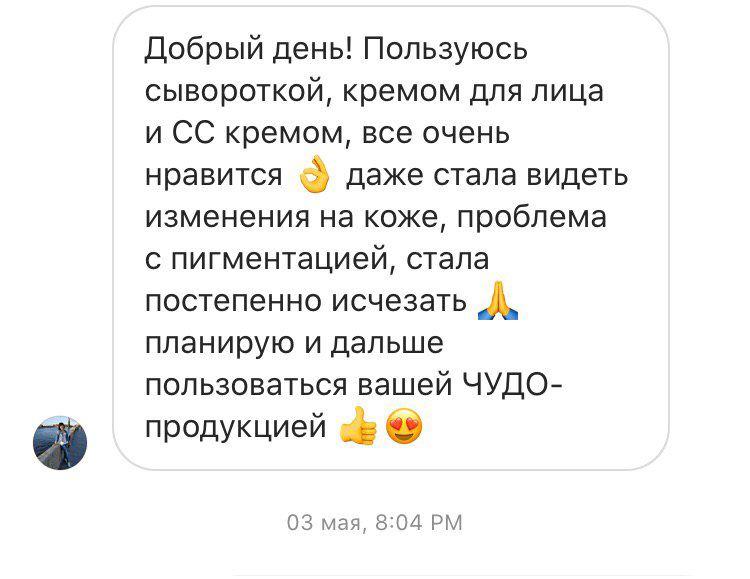 Добрый день! Пользуюсь
сывороткой, кремом для лица
и СС кремом, все очень
нравится 👌 даже стала видеть
изменения на коже, проблема
с пигментацией, стала
постепенно исчезать 🙏
планирую и дальше
пользоваться вашей ЧУДО-
продукцией 👍😍
03 мая, 8:04 PM